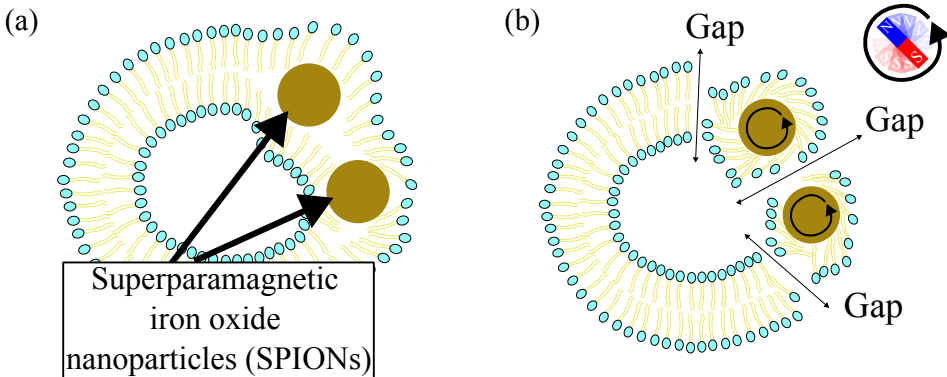 (a)
Superparamagnetic
iron oxide
nanoparticles (SPIONs)
(b)
Gap
N
S
Gap
Gap